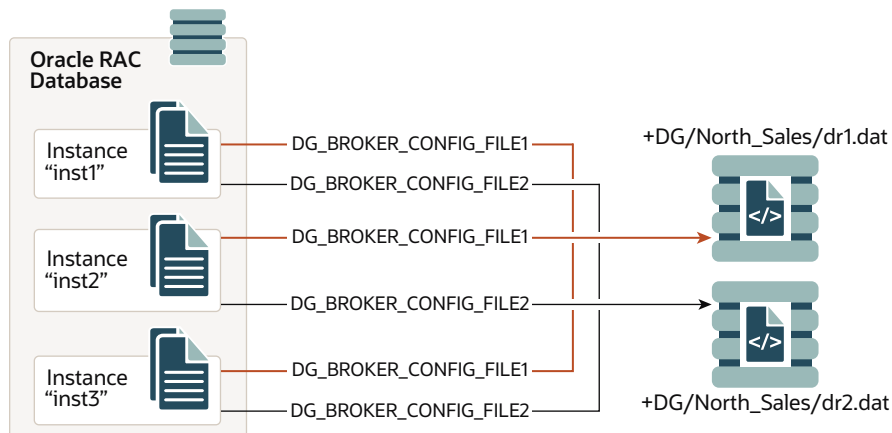 Oracle RAC
Database
Instance
“inst1”
DG_BROKER_CONFIG_FILE1
DG_BROKER_CONFIG_FILE2
Instance
“inst2”
DG_BROKER_CONFIG_FILE1
DG_BROKER_CONFIG_FILE2
Instance
“inst3”
DG_BROKER_CONFIG_FILE1
DG_BROKER_CONFIG_FILE2
+DG/North_Sales/dr1.dat
</>
</>
+DG/North_Sales/dr2.dat